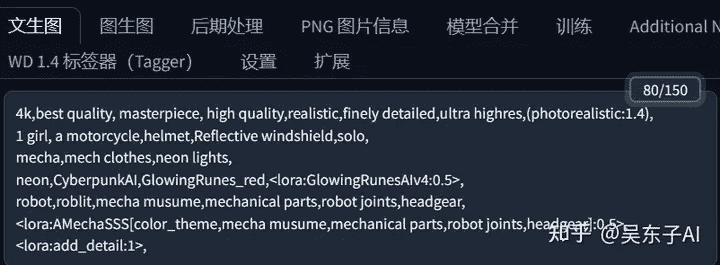 文生图 图生图 后期处理 PNG 图片信息 模型合并 训练 Additional N
WD 1.4 标签器（Tagger） 设置 扩展
80/150
4k,best quality, masterpiece, high quality,realistic,finely detailed,ultra highres,(photorealistic:1.4),
1 girl, a motorcycle,helmet,Reflective windshield,solo,
mecha,mech clothes,neon lights,
neon,CyberpunkAI,GlowingRunes_red,<lora:GlowingRunesAIv4:0.5>,
robot,roblit,mecha musume,mechanical parts,robot joints,headgear,
<lora:AMechaSSS[color_theme,mecha musume,mechanical parts,robot joints,headgear]:0.5>,
<lora:add_detail:1>,
知乎 @吴东子AI